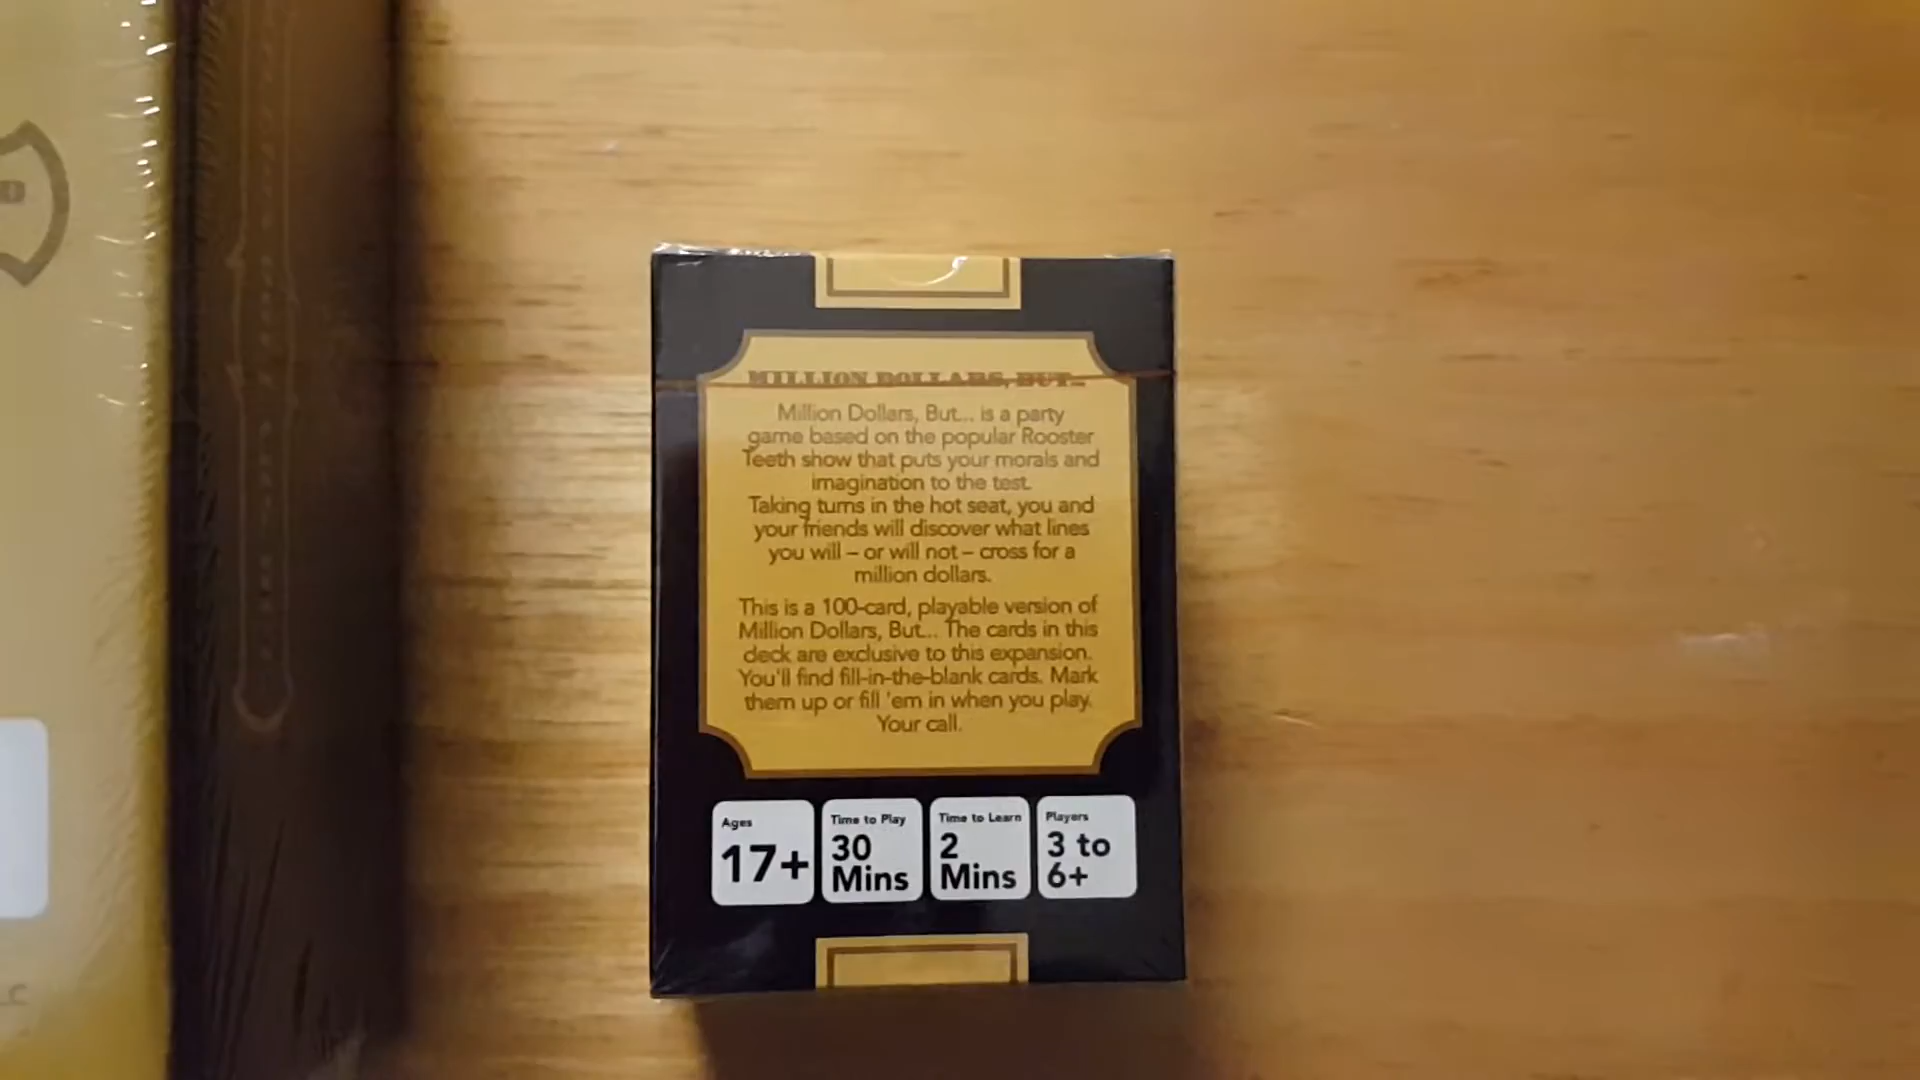 MILLION DOLLARS, BUT...
Million Dollars, But... is a party
game based on the popular Rooster
Teeth show that puts your morals and
imagination to the test.
Taking turns in the hot seat, you and
your friends will discover what lines
you will – or will not – cross for a
million dollars.
This is a 100-card, playable version of
Million Dollars, But... The cards in this
deck are exclusive to this expansion.
You'll find fill-in-the-blank cards. Mark
them up or fill 'em in when you play.
Your call.
Ages
17+
Time to Play
30
Mins
Time to Learn
2
Mins
Players
3 to
6+